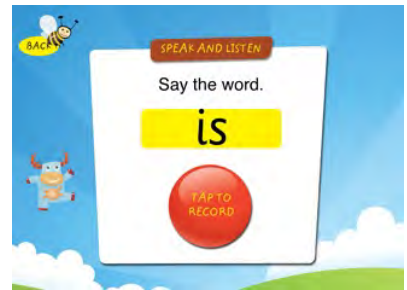 BACK
SPEAK AND LISTEN
Say the word.
is
TAP TO
RECORD